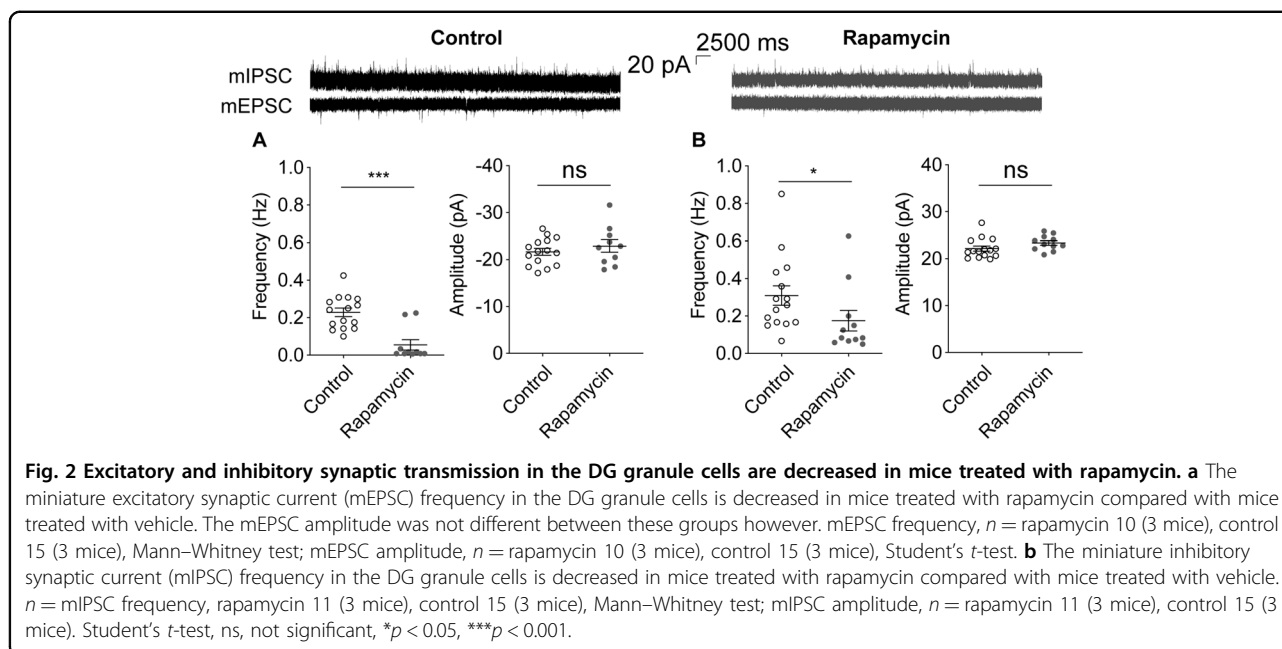 Control
2500 ms
Rapamycin
20 pA
mIPSC
mEPSC
A
Frequency (Hz)
1.0
0.8
0.6
0.4
0.2
0.0
***
Control
Rapamycin
Amplitude (pA)
-40
-30
-20
-10
0
ns
Control
Rapamycin
B
Frequency (Hz)
1.0
0.8
0.6
0.4
0.2
0.0
*
Control
Rapamycin
Amplitude (pA)
40
30
20
10
0
ns
Control
Rapamycin
Fig. 2 Excitatory and inhibitory synaptic transmission in the DG granule cells are decreased in mice treated with rapamycin. a The
miniature excitatory synaptic current (mEPSC) frequency in the DG granule cells is decreased in mice treated with rapamycin compared with mice
treated with vehicle. The mEPSC amplitude was not different between these groups however. mEPSC frequency, n = rapamycin 10 (3 mice), control
15 (3 mice), Mann–Whitney test; mEPSC amplitude, n = rapamycin 10 (3 mice), control 15 (3 mice), Student's t-test. b The miniature inhibitory
synaptic current (mIPSC) frequency in the DG granule cells is decreased in mice treated with rapamycin compared with mice treated with vehicle.
n = mIPSC frequency, rapamycin 11 (3 mice), control 15 (3 mice), Mann–Whitney test; mIPSC amplitude, n = rapamycin 11 (3 mice), control 15 (3
mice). Student's t-test, ns, not significant, *p < 0.05, ***p < 0.001.